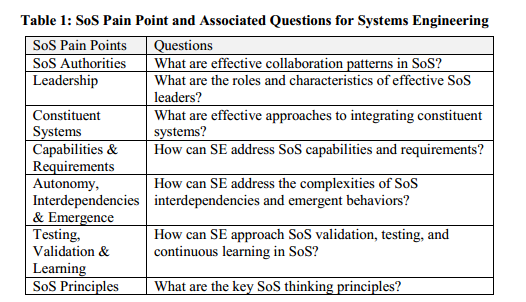 Table 1: SoS Pain Point and Associated Questions for Systems Engineering
SoS Pain Points Questions
SoS Authorities What are effective collaboration patterns in SoS?
Leadership What are the roles and characteristics of effective SoS
leaders?
Constituent What are effective approaches to integrating constituent
Systems systems?
Capabilities & How can SE address SoS capabilities and requirements?
Requirements
Autonomy, How can SE address the complexities of SoS
Interdependencies interdependencies and emergent behaviors?
& Emergence
Testing, How can SE approach SoS validation, testing, and
Validation & continuous learning in SoS?
Learning
SoS Principles What are the key SoS thinking principles?